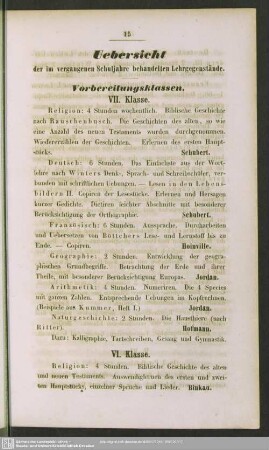 15
Uebersicht
der im vergangenen Schuljahre behandelten Lehrgegenstände.
Vorbereitungsklassen.
VII. Klasse.
Religion: 4 Stunden wöchentlich. Biblische Geschichte
nach Rauschenbusch. Die Geschichten des alten, so wie
eine Anzahl des neuen Testaments wurden durchgenommen.
Wiedererzählen der Geschichten. Erlernen des ersten Haupt-
stücks. Schubert.
Deutsch: 6 Stunden. Das Einfachste aus der Wort-
lehre nach Winters Denk-, Sprach- und Schreibschüler, ver-
bunden mit schriftlichen Uebungen. — Lesen in den Lebens-
bildern II. Copiren der Lesestücke. Erlernen und Hersagen
kurzer Gedichte. Dictiren leichter Abschnitte mit besonderer
Berücksichtigung der Orthographie. Schubert.
Französisch: 6 Stunden. Aussprache. Durcharbeiten
und Uebersetzen von Büttchers Lese- und Lernstoff bis zu
Ende. — Copiren. Boinville.
Geographie: 2 Stunden. Entwicklung der geogra-
phischen Grundbegriffe. Betrachtung der Erde und ihrer
Theile, mit besonderer Berücksichtigung Europas. Jordan.
Arithmetik: 4 Stunden. Numeriren. Die 4 Species
mit ganzen Zahlen. Entsprechende Uebungen im Kopfrechnen.
(Beispiele aus Kummer, Heft I.) Jordan.
Naturgeschichte: 2 Stunden. Die Haarthiere (nach
Ritter). Hofmann.
Dazu: Kalligraphie, Tactschreiben, Gesang und Gymnastik.
VI. Klasse.
Religion: 4 Stunden. Biblische Geschichte des alten
und neuen Testaments. Auswendiglernen des ersten und zwei-
ten Hauptstücks, einzelner Sprüche und Lieder. Binkau.